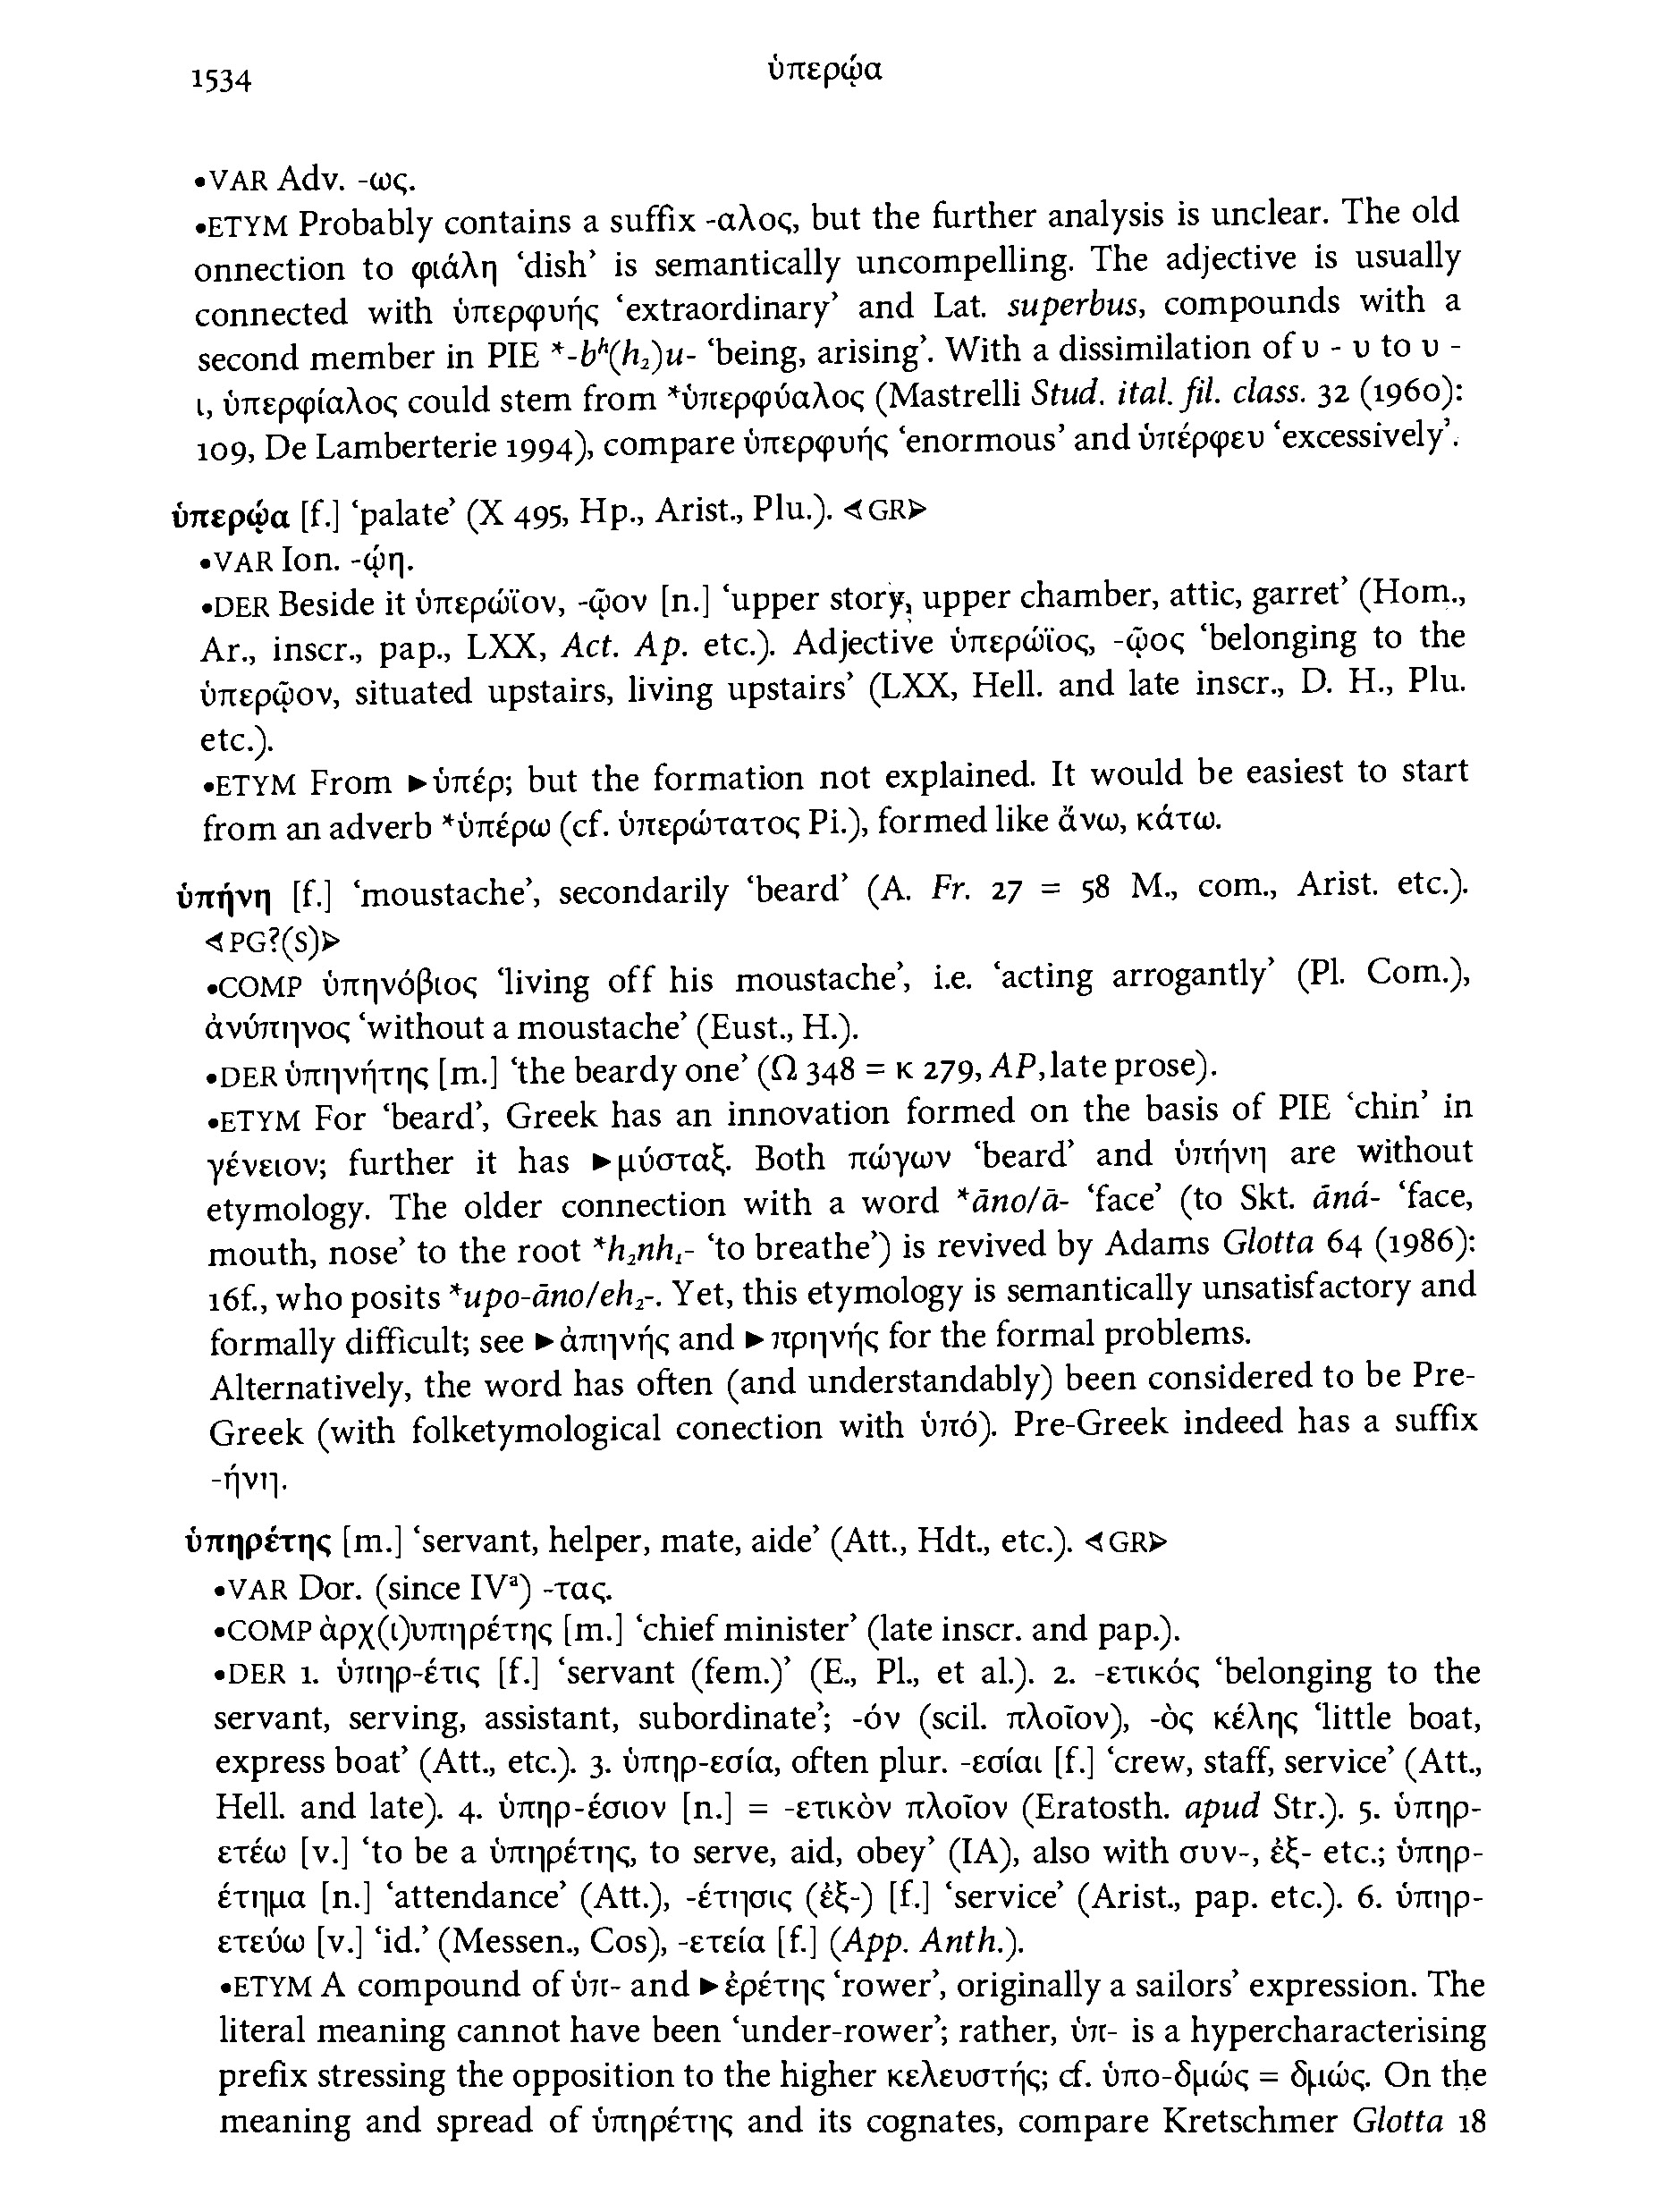 1534
ὑπερῴα
•VAR Adv. -ως.
•ETYM Probably contains a suffix -αλος, but the further analysis is unclear. The old
onnection to φιάλη ‘dish’ is semantically uncompelling. The adjective is usually
connected with ὑπερφυής ‘extraordinary’ and Lat. superbus, compounds with a
second member in PIE *-bʰ(h₂)u- ‘being, arising’. With a dissimilation of υ - υ to υ -
ι, ὑπερφίαλος could stem from *ὑπερφύαλος (Mastrelli Stud. ital. fil. class. 32 (1960):
109, De Lamberterie 1994), compare ὑπερφυής ‘enormous’ and ὑπέρφευ ‘excessively’.
ὑπερῴα [f.] ‘palate’ (X 495, Hp., Arist., Plu.). ⊲GR⊳
•VAR Ion. -ῴη.
•DER Beside it ὑπερώϊον, -ῷον [n.] ‘upper story, upper chamber, attic, garret’ (Hom.,
Ar., inscr., pap., LXX, Act. Ap. etc.). Adjective ὑπερώϊος, -ῷος ‘belonging to the
ὑπερῷον, situated upstairs, living upstairs’ (LXX, Hell. and late inscr., D. H., Plu.
etc.).
•ETYM From ►ὑπέρ; but the formation not explained. It would be easiest to start
from an adverb *ὑπέρω (cf. ὑπερώτατος Pi.), formed like ἄνω, κάτω.
ὑπήνη [f.] ‘moustache’, secondarily ‘beard’ (A. Fr. 27 = 58 M., com., Arist. etc.).
⊲PG?(S)⊳
•COMP ὑπηνόβιος ‘living off his moustache’, i.e. ‘acting arrogantly’ (Pl. Com.),
ἀνύπηνος ‘without a moustache’ (Eust., H.).
•DER ὑπηνήτης [m.] ‘the beardy one’ (Ω 348 = κ 279, AP, late prose).
•ETYM For ‘beard’, Greek has an innovation formed on the basis of PIE ‘chin’ in
γένειον; further it has ►μύσταξ. Both πώγων ‘beard’ and ὑπήνη are without
etymology. The older connection with a word *āno/ā- ‘face’ (to Skt. āná- ‘face,
mouth, nose’ to the root *h₂nh₁- ‘to breathe’) is revived by Adams Glotta 64 (1986):
16f., who posits *upo-āno/eh₂-. Yet, this etymology is semantically unsatisfactory and
formally difficult; see ►ἀπηνής and ►πρηνής for the formal problems.
Alternatively, the word has often (and understandably) been considered to be Pre-
Greek (with folketymological conection with ὑπό). Pre-Greek indeed has a suffix
-ήνη.
ὑπηρέτης [m.] ‘servant, helper, mate, aide’ (Att., Hdt., etc.). ⊲GR⊳
•VAR Dor. (since IVᵃ) -τας.
•COMP ἀρχ(ι)υπηρέτης [m.] ‘chief minister’ (late inscr. and pap.).
•DER 1. ὑπηρ-έτις [f.] ‘servant (fem.)’ (E., Pl., et al.). 2. -ετικός ‘belonging to the
servant, serving, assistant, subordinate’; -όν (scil. πλοῖον), -ὸς κέλης ‘little boat,
express boat’ (Att., etc.). 3. ὑπηρ-εσία, often plur. -εσίαι [f.] ‘crew, staff, service’ (Att.,
Hell. and late). 4. ὑπηρ-έσιον [n.] = -ετικὸν πλοῖον (Eratosth. apud Str.). 5. ὑπηρ-
ετέω [v.] ‘to be a ὑπηρέτης, to serve, aid, obey’ (IA), also with συν-, ἐξ- etc.; ὑπηρ-
έτημα [n.] ‘attendance’ (Att.), -έτησις (ἐξ-) [f.] ‘service’ (Arist., pap. etc.). 6. ὑπηρ-
ετεύω [v.] ‘id.’ (Messen., Cos), -ετεία [f.] (App. Anth.).
•ETYM A compound of ὑπ- and ►ἐρέτης ‘rower’, originally a sailors’ expression. The
literal meaning cannot have been ‘under-rower’; rather, ὑπ- is a hypercharacterising
prefix stressing the opposition to the higher κελευστής; cf. ὑπο-δμώς = δμώς. On the
meaning and spread of ὑπηρέτης and its cognates, compare Kretschmer Glotta 18